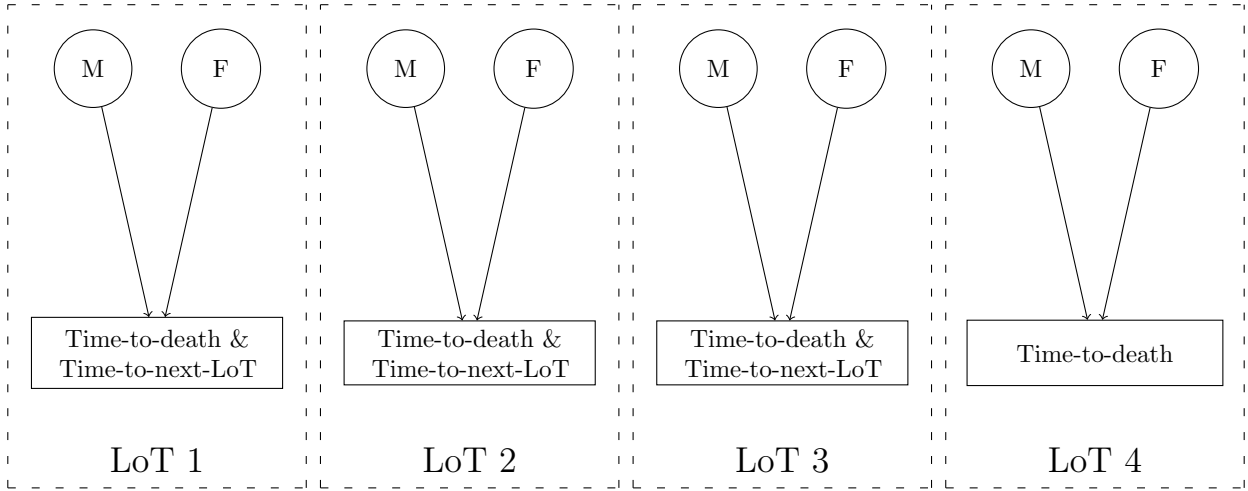 M F M F M F M F
Time-to-death &
Time-to-next-LoT
Time-to-death &
Time-to-next-LoT
Time-to-death &
Time-to-next-LoT
Time-to-death
LoT 1 LoT 2 LoT 3 LoT 4